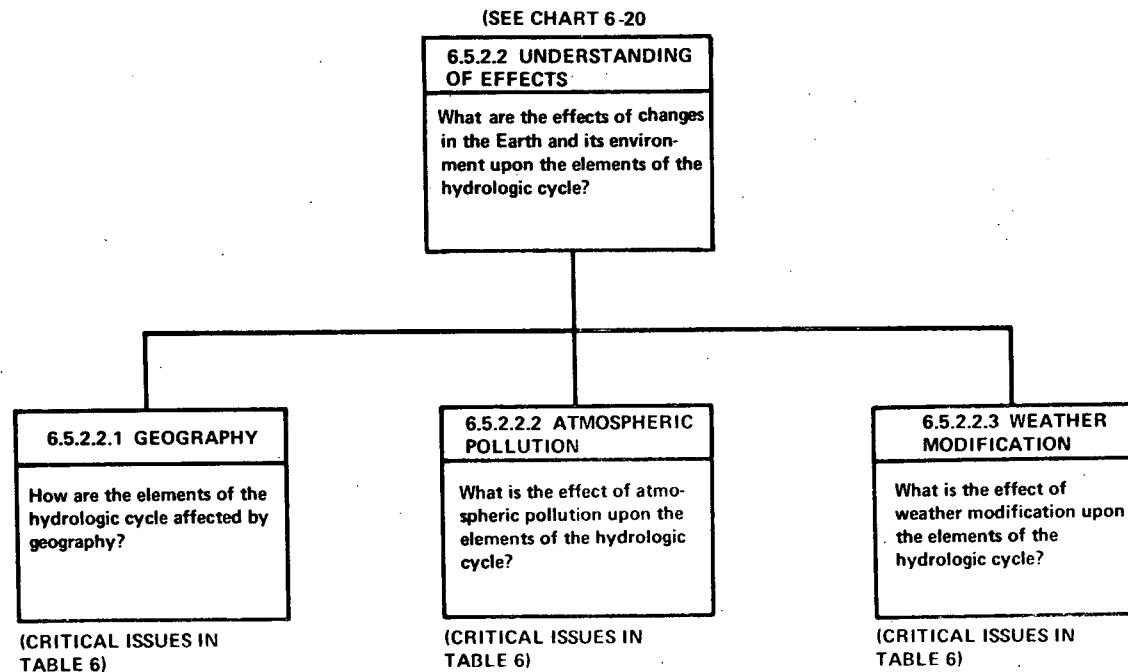 (SEE CHART 6-20
6.5.2.2 UNDERSTANDING
OF EFFECTS
What are the effects of changes
in the Earth and its environ-
ment upon the elements of the
hydrologic cycle?
6.5.2.2.1 GEOGRAPHY
How are the elements of the
hydrologic cycle affected by
geography?
(CRITICAL ISSUES IN
TABLE 6)
6.5.2.2.2 ATMOSPHERIC
POLLUTION
What is the effect of atmo-
spheric pollution upon the
elements of the hydrologic
cycle?
(CRITICAL ISSUES IN
TABLE 6)
6.5.2.2.3 WEATHER
MODIFICATION
What is the effect of
weather modification upon
the elements of the
hydrologic cycle?
(CRITICAL ISSUES IN
TABLE 6)